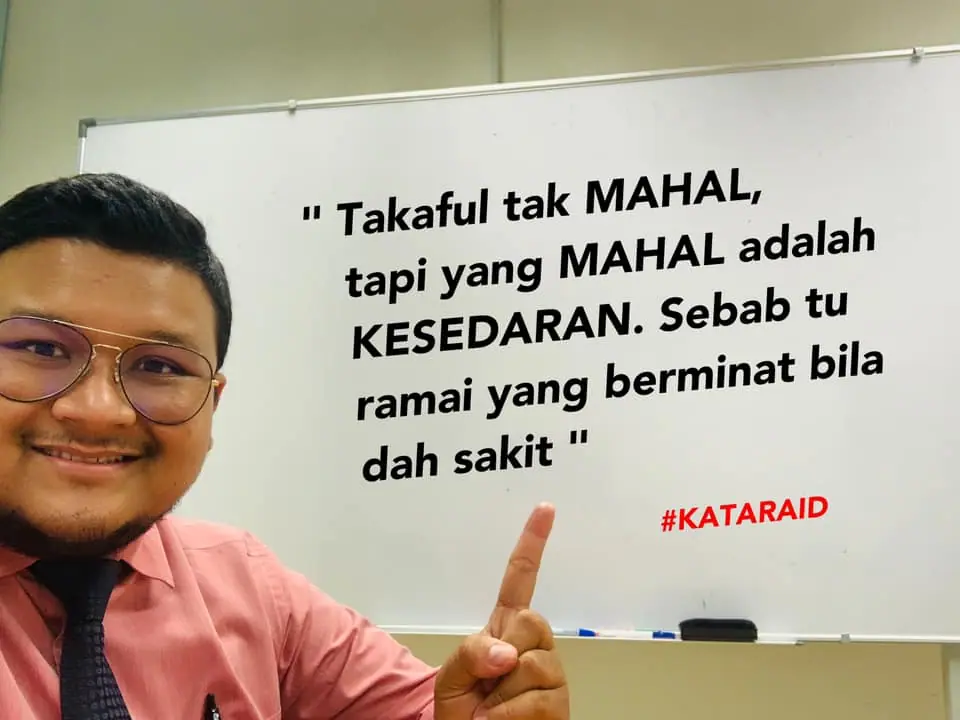 " Takaful tak MAHAL,
tapi yang MAHAL adalah
KESEDARAN. Sebab tu
ramai yang berminat bila
dah sakit "
#KATARAID